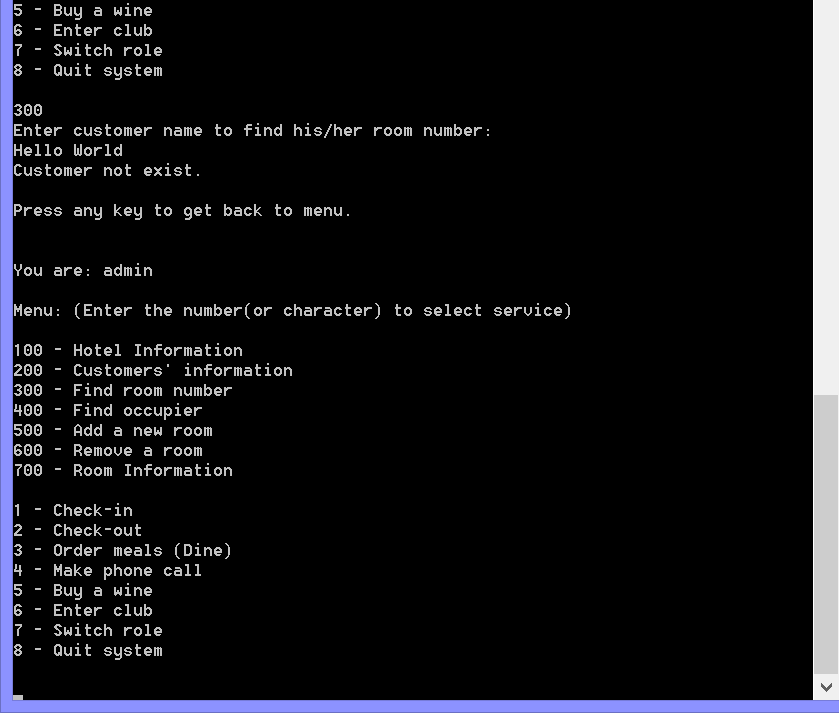 5 - Buy a wine
6 - Enter club
7 - Switch role
8 - Quit system
300
Enter customer name to find his/her room number:
Hello World
Customer not exist.
Press any key to get back to menu.
You are: admin
Menu: (Enter the number(or character) to select service)
100 - Hotel Information
200 - Customers' information
300 - Find room number
400 - Find occupier
500 - Add a new room
600 - Remove a room
700 - Room Information
1 - Check-in
2 - Check-out
3 - Order meals (Dine)
4 - Make phone call
5 - Buy a wine
6 - Enter club
7 - Switch role
8 - Quit system